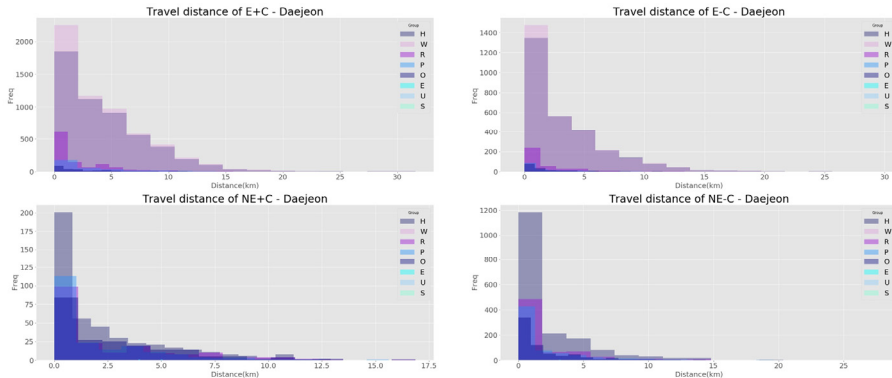 Travel distance of E+C - Daejeon
Freq
2000
1500
1000
500
0
0 5 10 15 20 25 30
Distance(km)
Group
H
W
R
P
O
E
U
S
Travel distance of E-C - Daejeon
Freq
1400
1200
1000
800
600
400
200
0
0 5 10 15 20 25 30
Distance(km)
Group
H
W
R
P
O
E
U
S
Travel distance of NE+C - Daejeon
Freq
200
175
150
125
100
75
50
25
0
0.0 2.5 5.0 7.5 10.0 12.5 15.0 17.5
Distance(km)
Group
H
W
R
P
O
E
U
S
Travel distance of NE-C - Daejeon
Freq
1200
1000
800
600
400
200
0
0 5 10 15 20 25
Distance(km)
Group
H
W
R
P
O
E
U
S